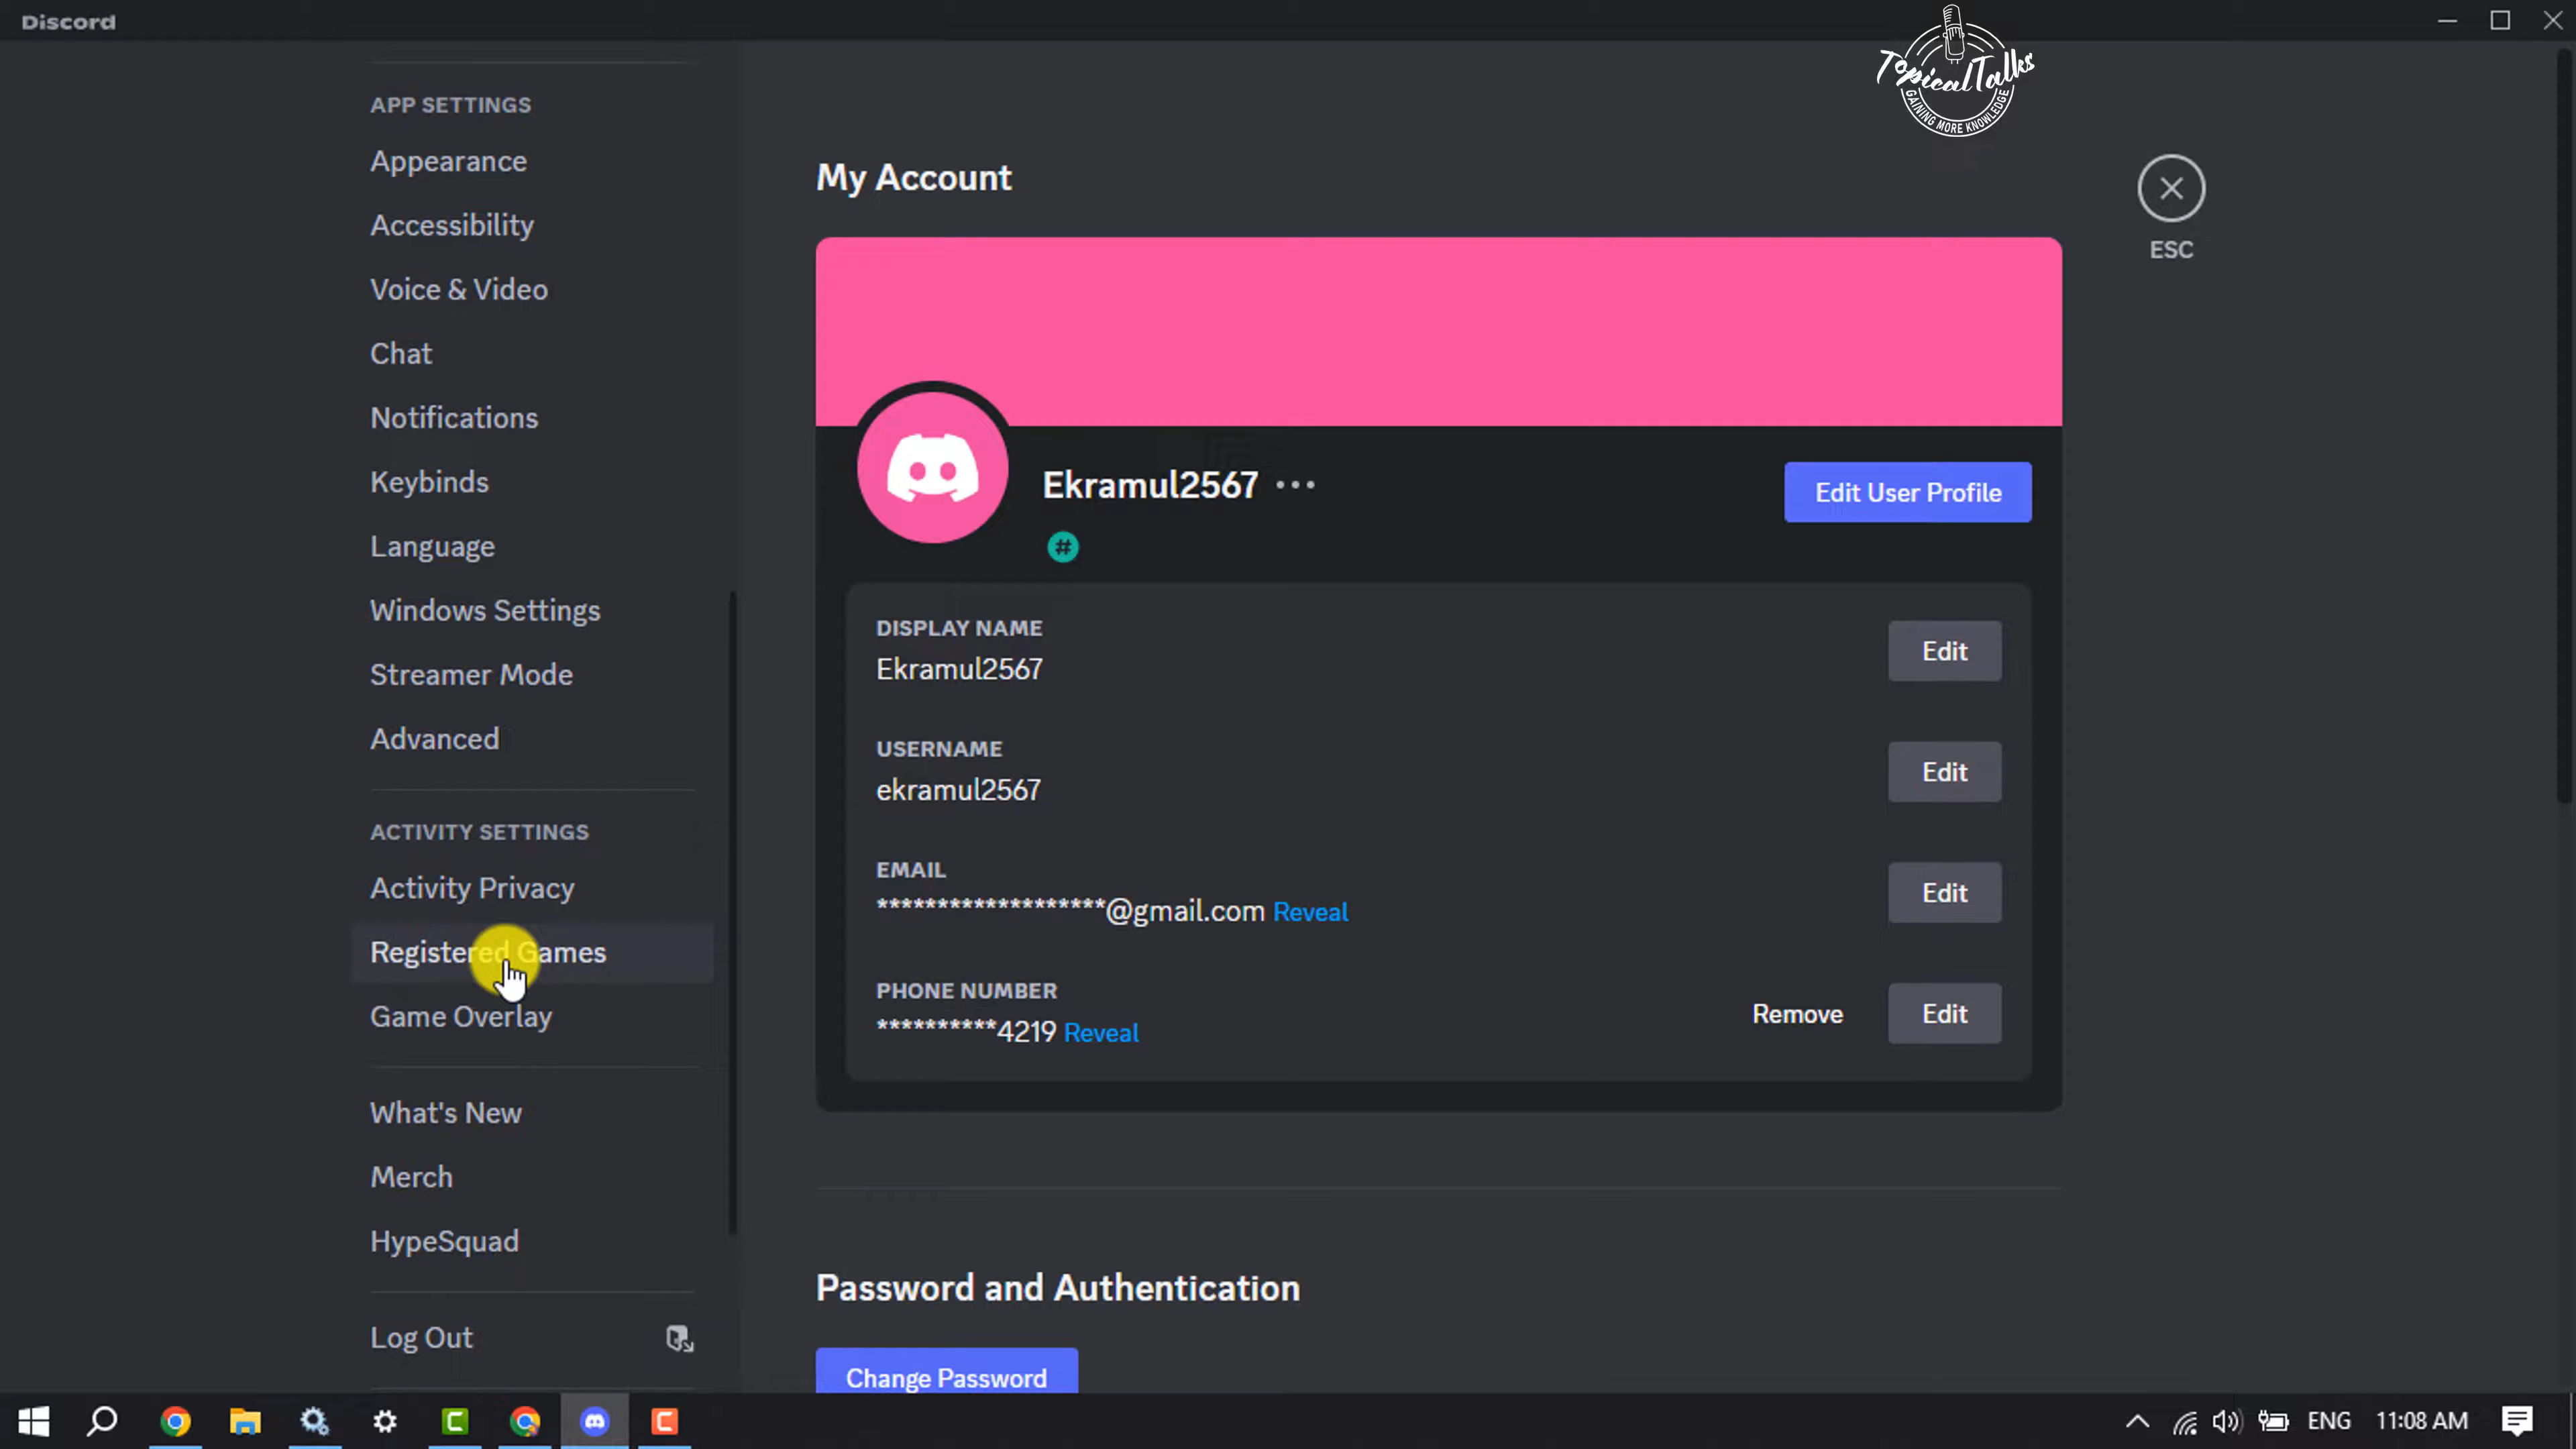 Discord
TopicalTalks
GAINING MORE KNOWLEDGE
APP SETTINGS
Appearance
Accessibility
Voice & Video
Chat
Notifications
Keybinds
Language
Windows Settings
Streamer Mode
Advanced
ACTIVITY SETTINGS
Activity Privacy
Registered Games
Game Overlay
What's New
Merch
HypeSquad
Log Out
My Account
ESC
Ekramul2567
Edit User Profile
#
DISPLAY NAME
Ekramul2567
Edit
USERNAME
ekramul2567
Edit
EMAIL
*******************@gmail.com Reveal
Edit
PHONE NUMBER
**********4219 Reveal
Remove
Edit
Password and Authentication
Change Password
ENG
11:08 AM